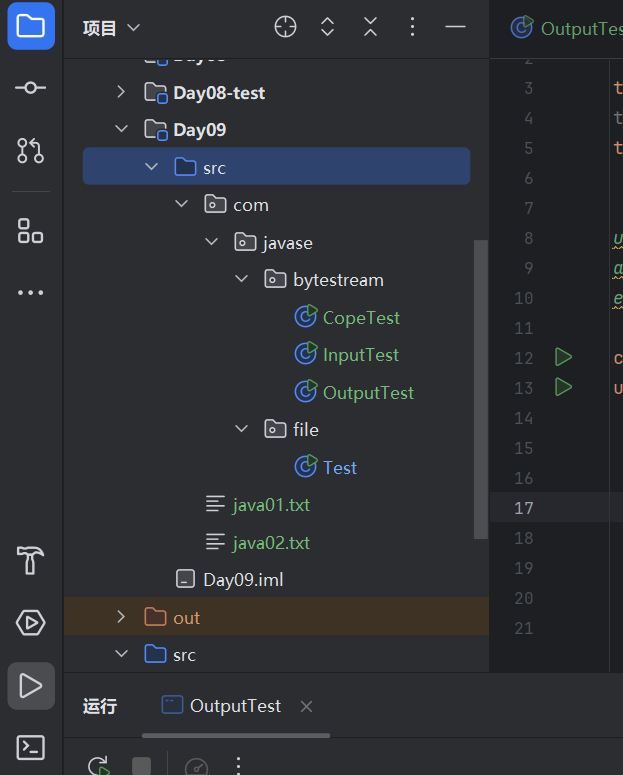 项目
OutputTes
Day08-test
Day09
src
com
javase
bytestream
CopeTest
InputTest
OutputTest
file
Test
java01.txt
java02.txt
Day09.iml
out
src
3 t
4 t
5 t
6
7
8 u
9 a
10 e
11
12 c
13 u
14
15
16
17
18
19
20
21
运行
OutputTest